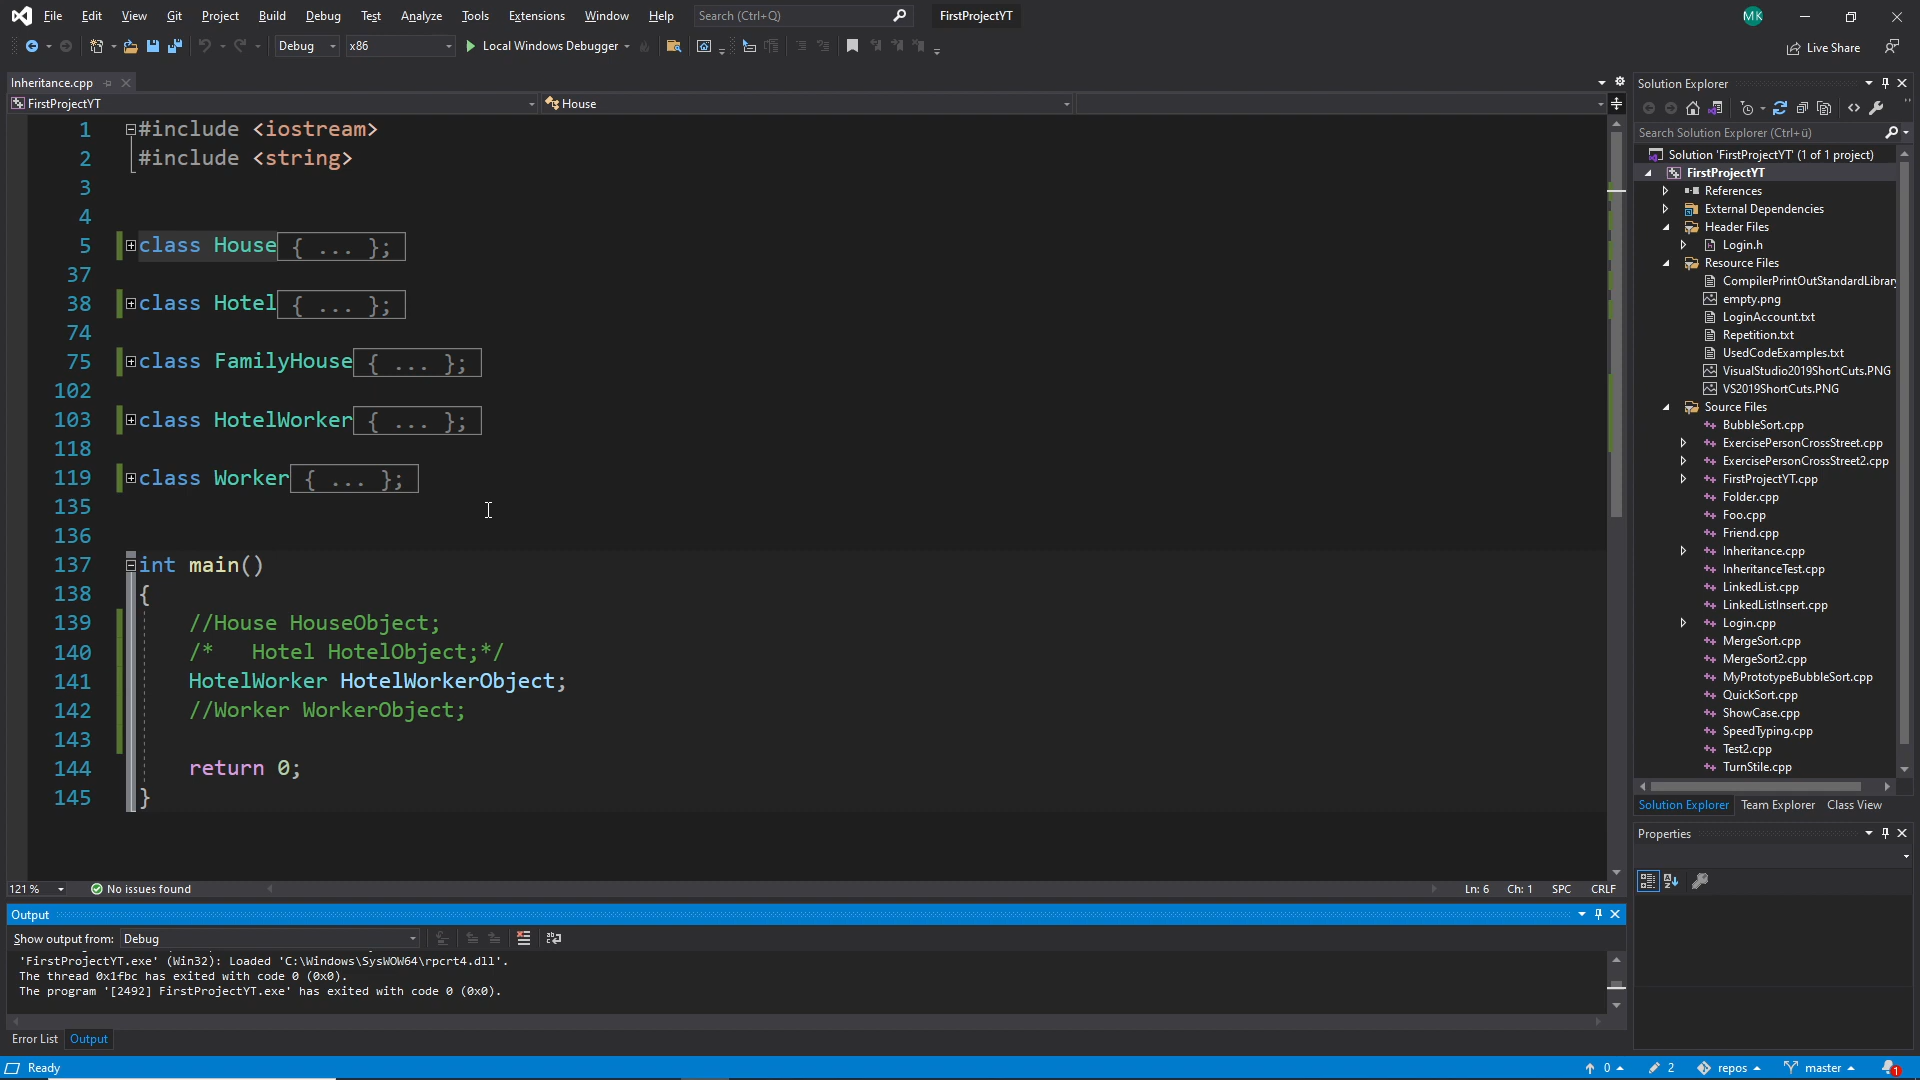 File Edit View Git Project Build Debug Test Analyze Tools Extensions Window Help Search (Ctrl+Q) FirstProjectYT MK
Debug x86 Local Windows Debugger Live Share
Inheritance.cpp
FirstProjectYT House
1 #include <iostream>
2 #include <string>
3
4
5 class House { ... };
37
38 class Hotel { ... };
74
75 class FamilyHouse { ... };
102
103 class HotelWorker { ... };
118
119 class Worker { ... };
135
136
137 int main()
138 {
139 //House HouseObject;
140 /* Hotel HotelObject;*/
141 HotelWorker HotelWorkerObject;
142 //Worker WorkerObject;
143
144 return 0;
145 }
121 % No issues found Ln: 6 Ch: 1 SPC CRLF
Output
Show output from: Debug
'FirstProjectYT.exe' (Win32): Loaded 'C:\Windows\SysWOW64\rpcrt4.dll'.
The thread 0x1fbc has exited with code 0 (0x0).
The program '[2492] FirstProjectYT.exe' has exited with code 0 (0x0).
Error List Output
Solution Explorer
Search Solution Explorer (Ctrl+ü)
Solution 'FirstProjectYT' (1 of 1 project)
FirstProjectYT
References
External Dependencies
Header Files
Login.h
Resource Files
CompilerPrintOutStandardLibrary
empty.png
LoginAccount.txt
Repetition.txt
UsedCodeExamples.txt
VisualStudio2019ShortCuts.PNG
VS2019ShortCuts.PNG
Source Files
BubbleSort.cpp
ExercisePersonCrossStreet.cpp
ExercisePersonCrossStreet2.cpp
FirstProjectYT.cpp
Folder.cpp
Foo.cpp
Friend.cpp
Inheritance.cpp
InheritanceTest.cpp
LinkedList.cpp
LinkedListInsert.cpp
Login.cpp
MergeSort.cpp
MergeSort2.cpp
MyPrototypeBubbleSort.cpp
QuickSort.cpp
ShowCase.cpp
SpeedTyping.cpp
Test2.cpp
TurnStile.cpp
Solution Explorer Team Explorer Class View
Properties
Ready 0 2 repos master 1